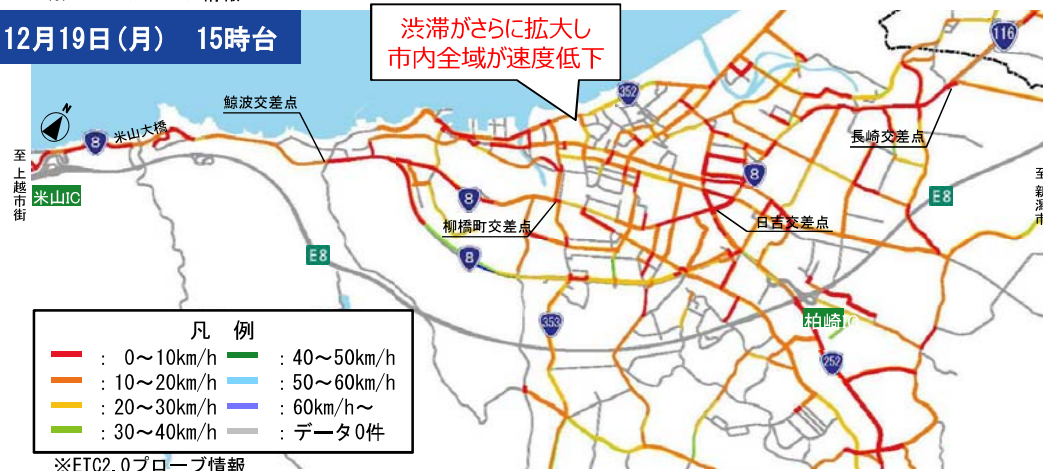 12月19日(月) 15時台
渋滞がさらに拡大し
市内全域が速度低下
116
352
鯨波交差点
米山大橋
8
長崎交差点
至 上越市街
米山IC
8
至 新潟市
E8
8
柳橋町交差点
日吉交差点
E8
8
353
柏崎IC
252
凡 例
: 0～10km/h : 40～50km/h
: 10～20km/h : 50～60km/h
: 20～30km/h : 60km/h～
: 30～40km/h : データ0件
※ETC2.0プローブ情報